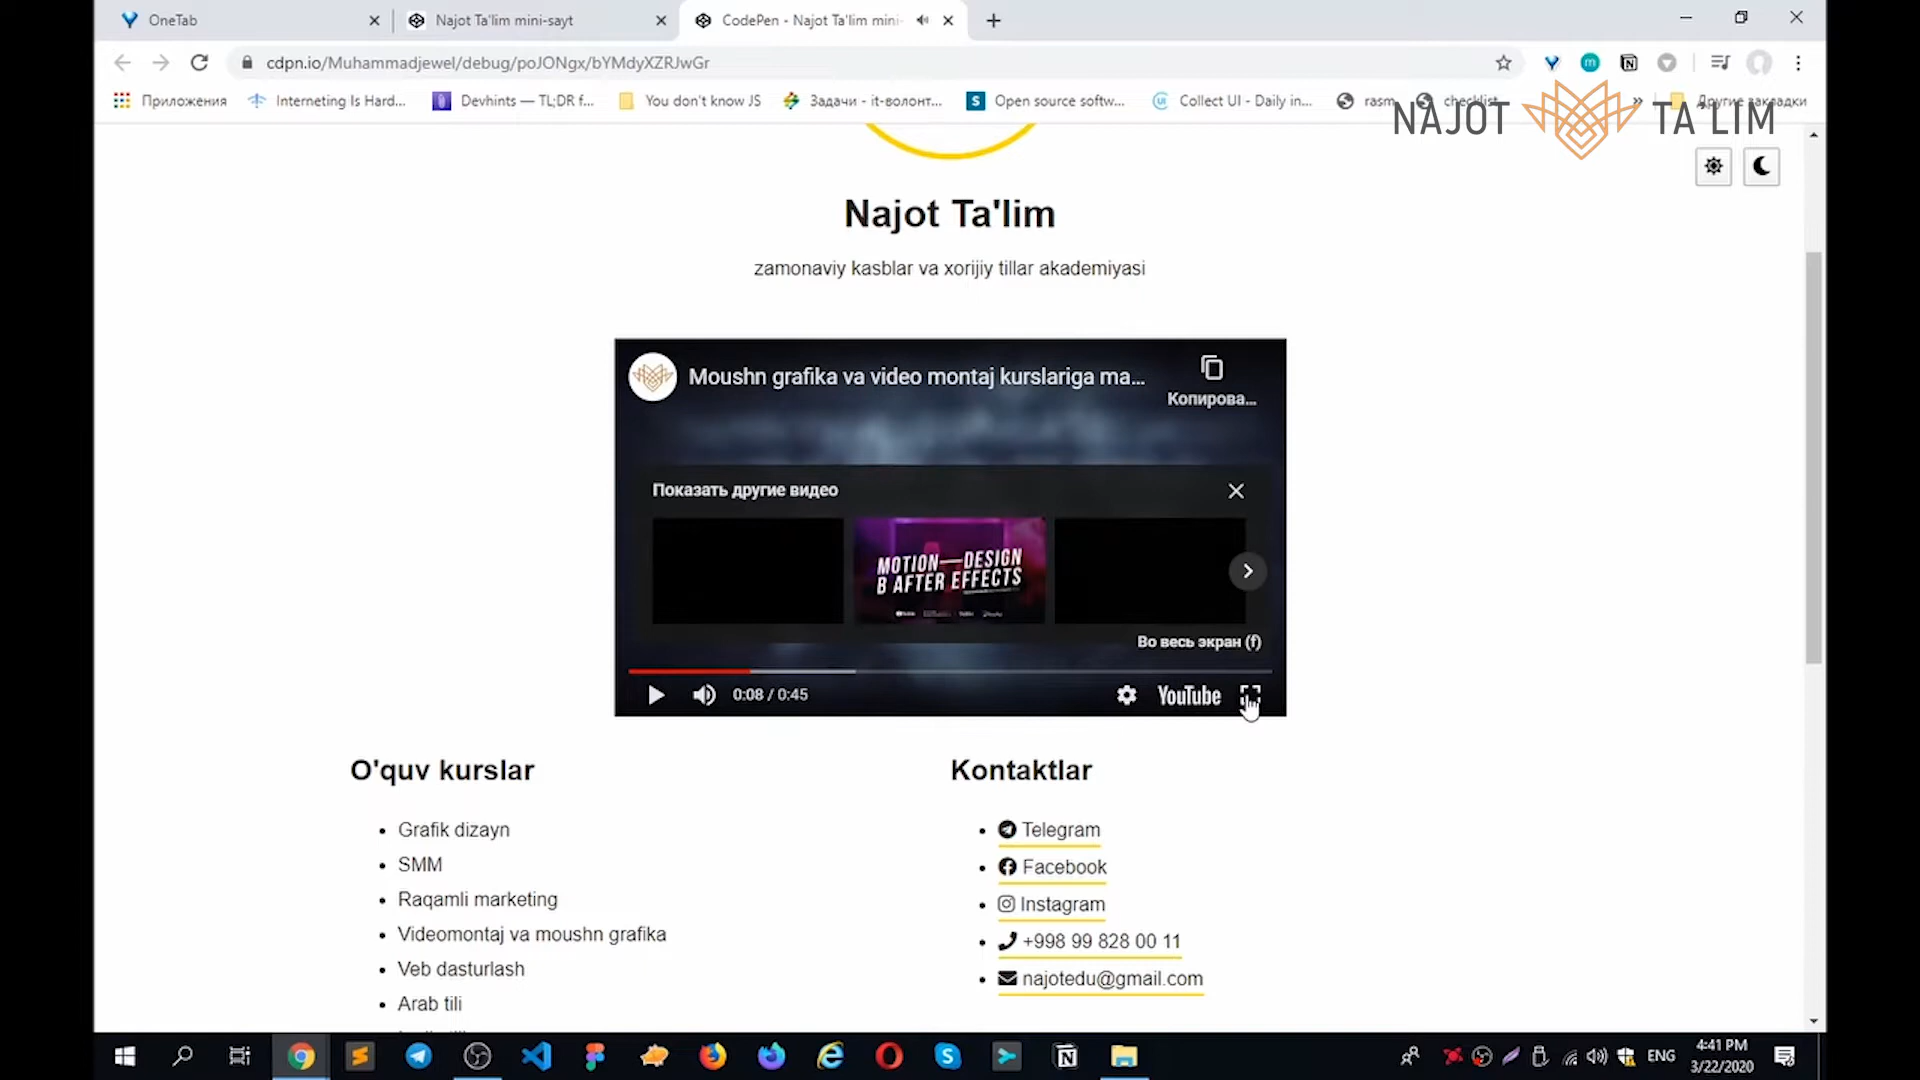 OneTab
Najot Ta'lim mini-sayt
CodePen - Najot Ta'lim mini-
cdpn.io/Muhammadjewel/debug/poJONgx/bYMdyXZRJwGr
Приложения
Interneting Is Hard...
Devhints — TL;DR f...
You don't know JS
Задачи - it-волонт...
Open source softw...
Collect UI - Daily in...
rasm
checklist
Другие закладки
NAJOT TA'LIM
Najot Ta'lim
zamonaviy kasblar va xorijiy tillar akademiyasi
Moushn grafika va video montaj kurslariga ma...
Копирова...
Показать другие видео
MOTION—DESIGN
В AFTER EFFECTS
Во весь экран (f)
0:08 / 0:45
YouTube
O'quv kurslar
Grafik dizayn
SMM
Raqamli marketing
Videomontaj va moushn grafika
Veb dasturlash
Arab tili
Kontaktlar
Telegram
Facebook
Instagram
+998 99 828 00 11
najotedu@gmail.com
ENG
4:41 PM
3/22/2020